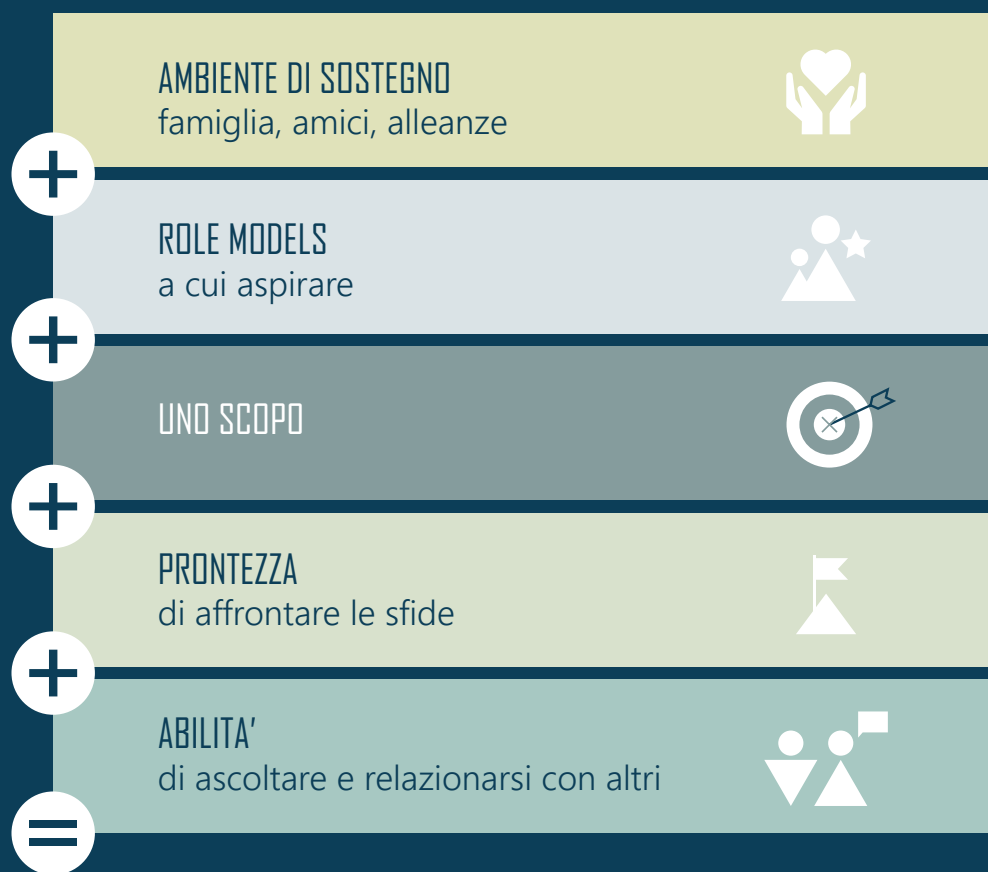 AMBIENTE DI SOSTEGNO
famiglia, amici, alleanze
+
ROLE MODELS
a cui aspirare
+
UNO SCOPO
+
PRONTEZZA
di affrontare le sfide
+
ABILITA'
di ascoltare e relazionarsi con altri
=